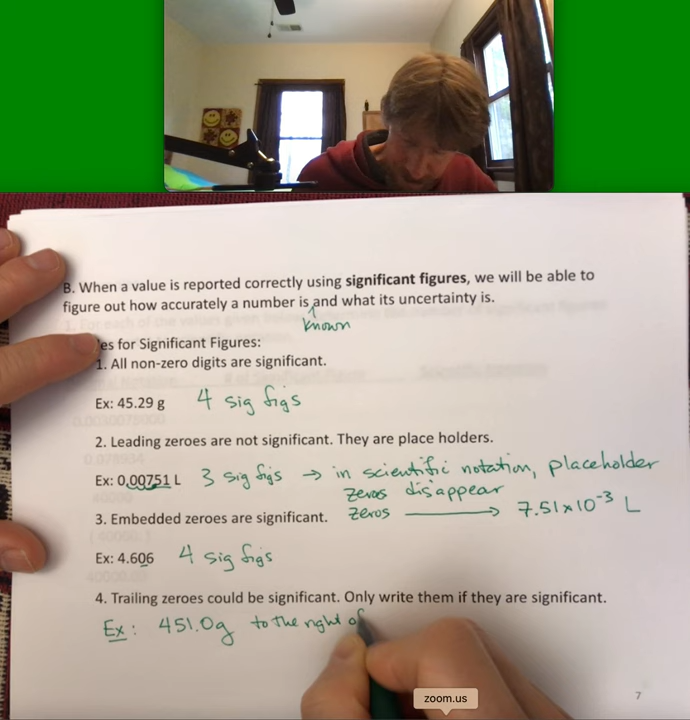 B. When a value is reported correctly using significant figures, we will be able to
figure out how accurately a number is and what its uncertainty is.
known
es for Significant Figures:
1. All non-zero digits are significant.
Ex: 45.29 g 4 sig figs
2. Leading zeroes are not significant. They are place holders.
Ex: 0.00751 L 3 sig figs → in scientific notation, placeholder
zeros disappear
3. Embedded zeroes are significant. zeros → 7.51 x 10⁻³ L
Ex: 4.606 4 sig figs
4. Trailing zeroes could be significant. Only write them if they are significant.
Ex: 451.0g to the right of
zoom.us
7